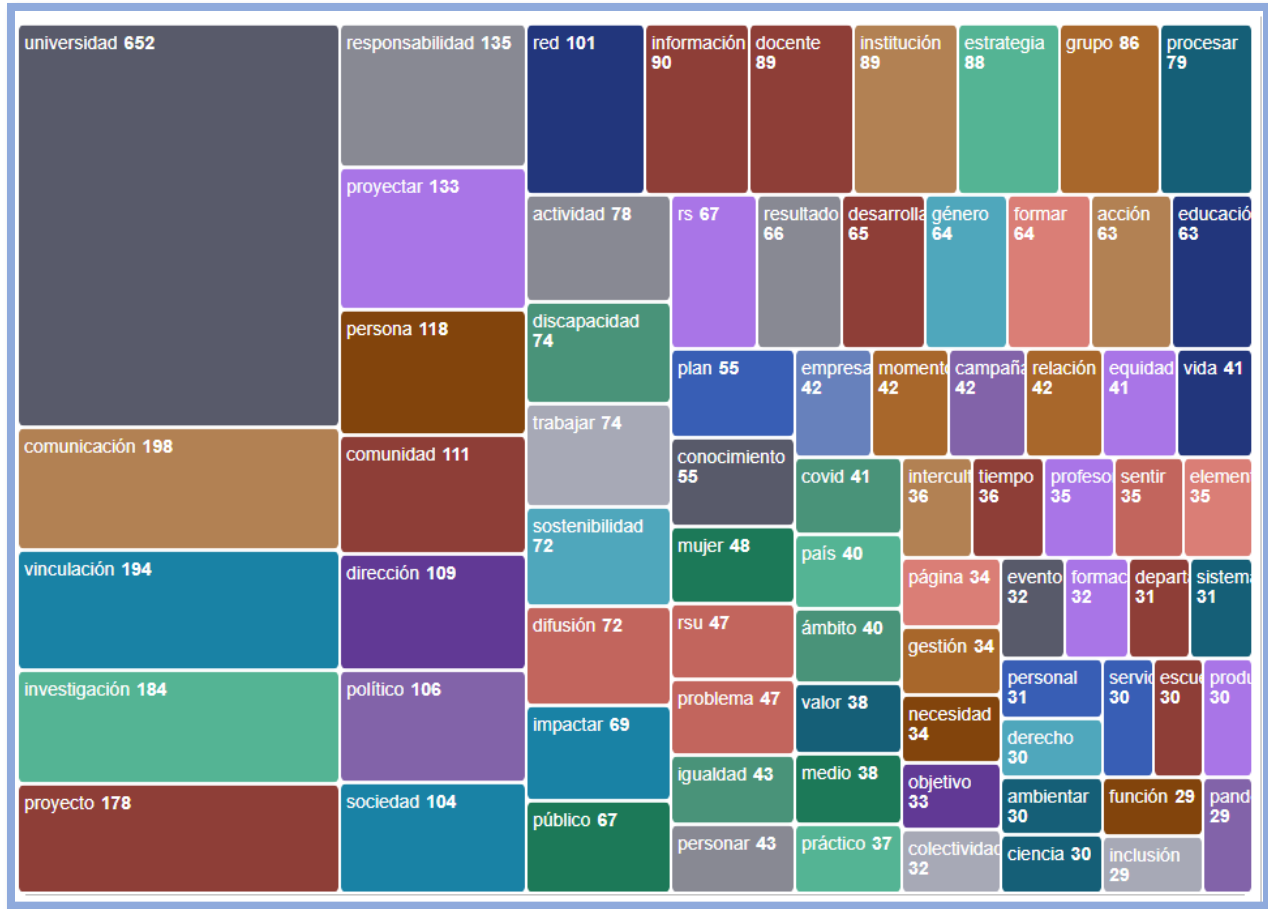 universidad 652
comunicación 198
vinculación 194
investigación 184
proyecto 178
responsabilidad 135
proyectar 133
persona 118
comunidad 111
dirección 109
político 106
sociedad 104
red 101
información
90
docente
89
institución
89
estrategia
88
grupo 86
procesar
79
actividad 78
discapacidad
74
trabajar 74
sostenibilidad
72
difusión 72
impactar 69
público 67
rs 67
resultado
66
desarrolla
65
género
64
formar
64
acción
63
educació
63
plan 55
conocimiento
55
mujer 48
rsu 47
problema 47
igualdad 43
personar 43
empresa
42
momento
42
campaña
42
relación
42
equidad
41
vida 41
covid 41
país 40
ámbito 40
valor 38
medio 38
práctico 37
intercult
36
tiempo
36
profeso
35
sentir
35
element
35
página 34
gestión 34
necesidad
34
objetivo
33
colectividad
32
evento
32
formac
32
depart
31
sistema
31
personal
31
derecho
30
ambientar
30
ciencia 30
servic
30
escue
30
produ
30
función 29
inclusión
29
pand
29